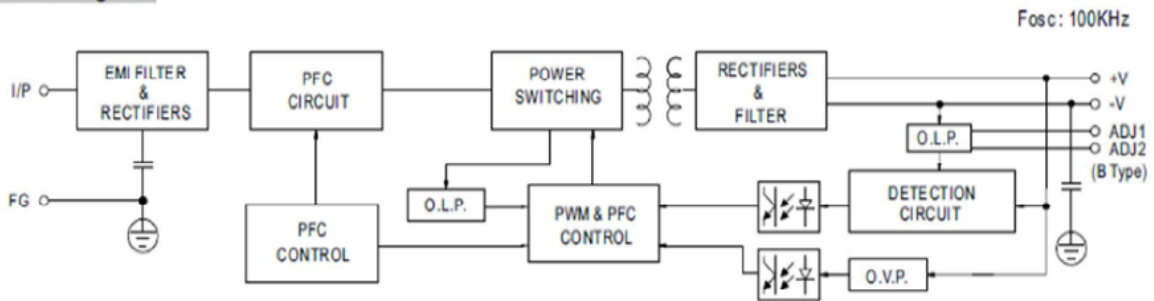 Fosc: 100KHz
I/P
EMI FILTER
&
RECTIFIERS
PFC
CIRCUIT
POWER
SWITCHING
RECTIFIERS
&
FILTER
+V
-V
O.L.P.
ADJ1
ADJ2
(B Type)
FG
O.L.P.
PFC
CONTROL
PWM & PFC
CONTROL
DETECTION
CIRCUIT
O.V.P.